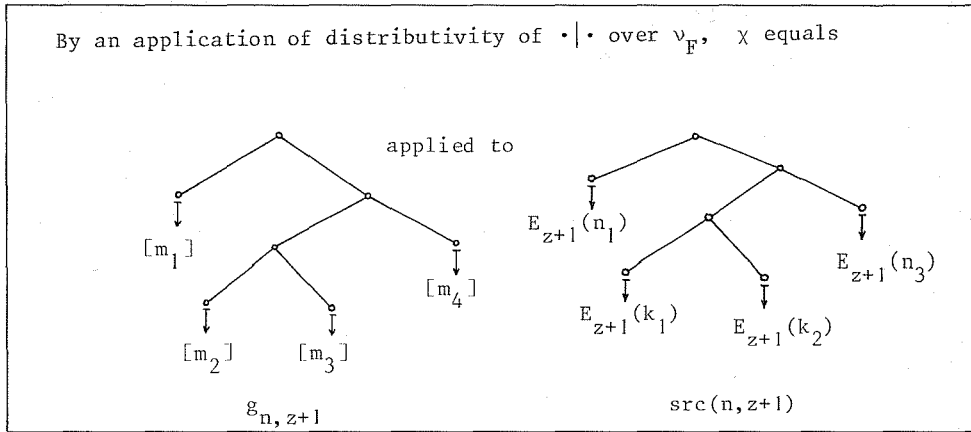 By an application of distributivity of ·|· over ν_F, χ equals
applied to
[m_1]
E_{z+1}(n_1)
[m_4]
E_{z+1}(n_3)
[m_2]
[m_3]
E_{z+1}(k_1)
E_{z+1}(k_2)
g_{n,z+1}
src(n,z+1)